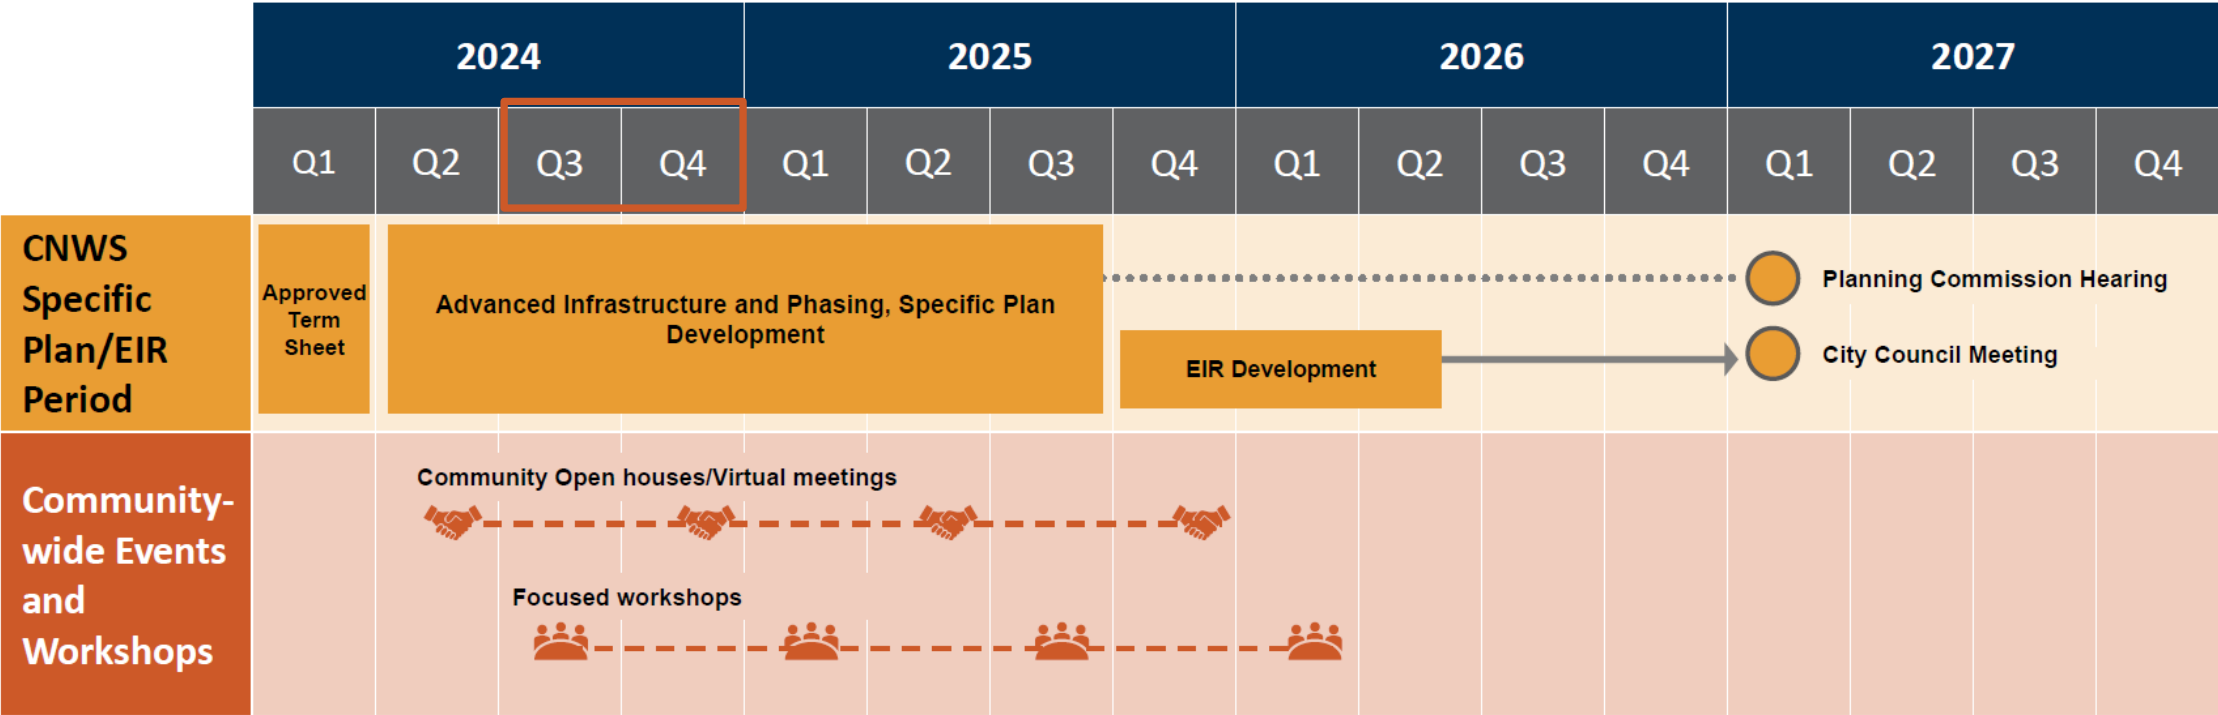 2024 2025 2026 2027
Q1 Q2 Q3 Q4 Q1 Q2 Q3 Q4 Q1 Q2 Q3 Q4 Q1 Q2 Q3 Q4
CNWS
Specific
Plan/EIR
Period
Approved
Term
Sheet
Advanced Infrastructure and Phasing, Specific Plan
Development
EIR Development
Planning Commission Hearing
City Council Meeting
Community-
wide Events
and
Workshops
Community Open houses/Virtual meetings
Focused workshops